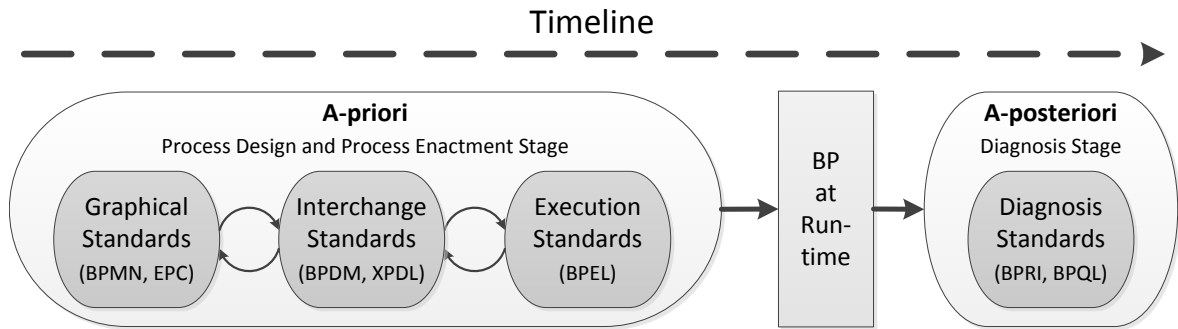 Timeline
A-priori
Process Design and Process Enactment Stage
Graphical
Standards
(BPMN, EPC)
Interchange
Standards
(BPDM, XPDL)
Execution
Standards
(BPEL)
BP
at
Run-
time
A-posteriori
Diagnosis Stage
Diagnosis
Standards
(BPRI, BPQL)